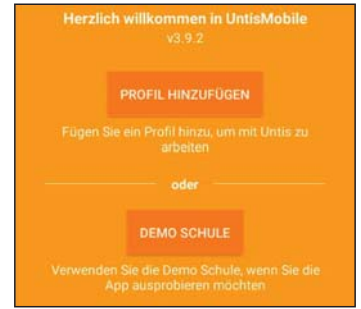 Herzlich willkommen in UntisMobile
v3.9.2
PROFIL HINZUFÜGEN
Fügen Sie ein Profil hinzu, um mit Untis zu
arbeiten
oder
DEMO SCHULE
Verwenden Sie die Demo Schule, wenn Sie die
App ausprobieren möchten